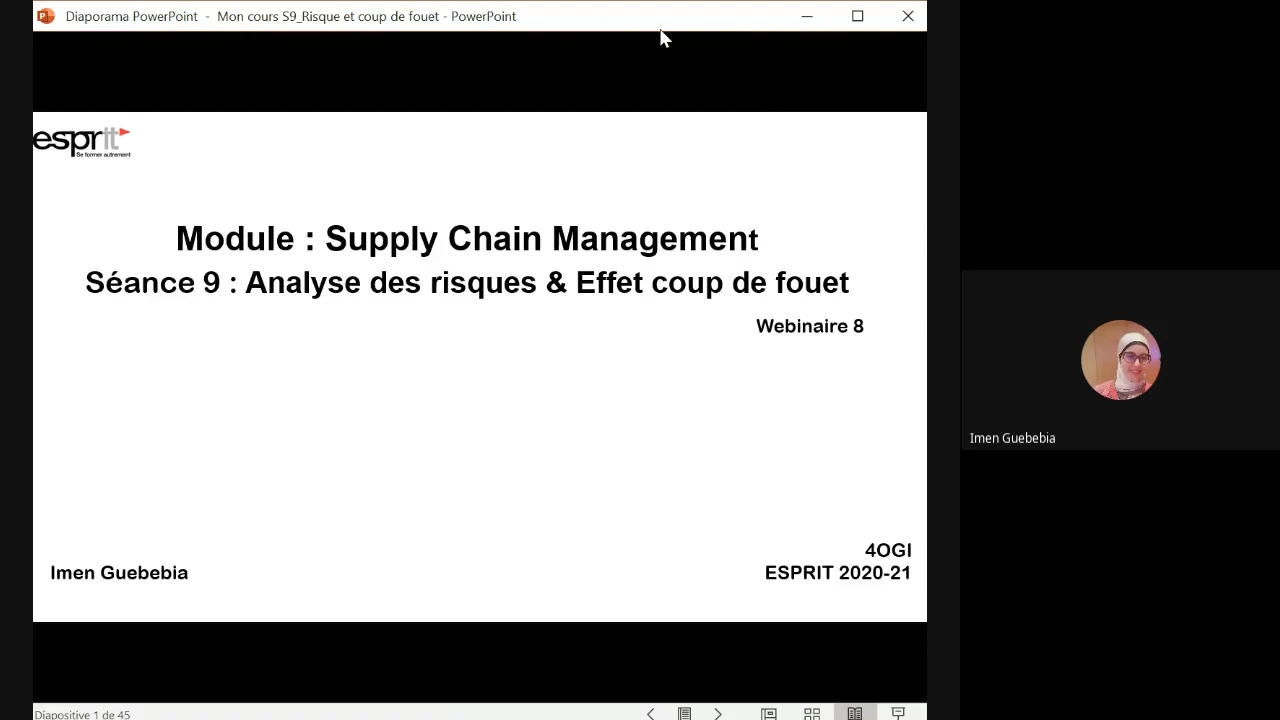 Diaporama PowerPoint - Mon cours S9_Risque et coup de fouet - PowerPoint
esprit
Se former autrement
Module : Supply Chain Management
Séance 9 : Analyse des risques & Effet coup de fouet
Webinaire 8
4OGI
Imen Guebebia
ESPRIT 2020-21
Imen Guebebia
Diapositive 1 de 45